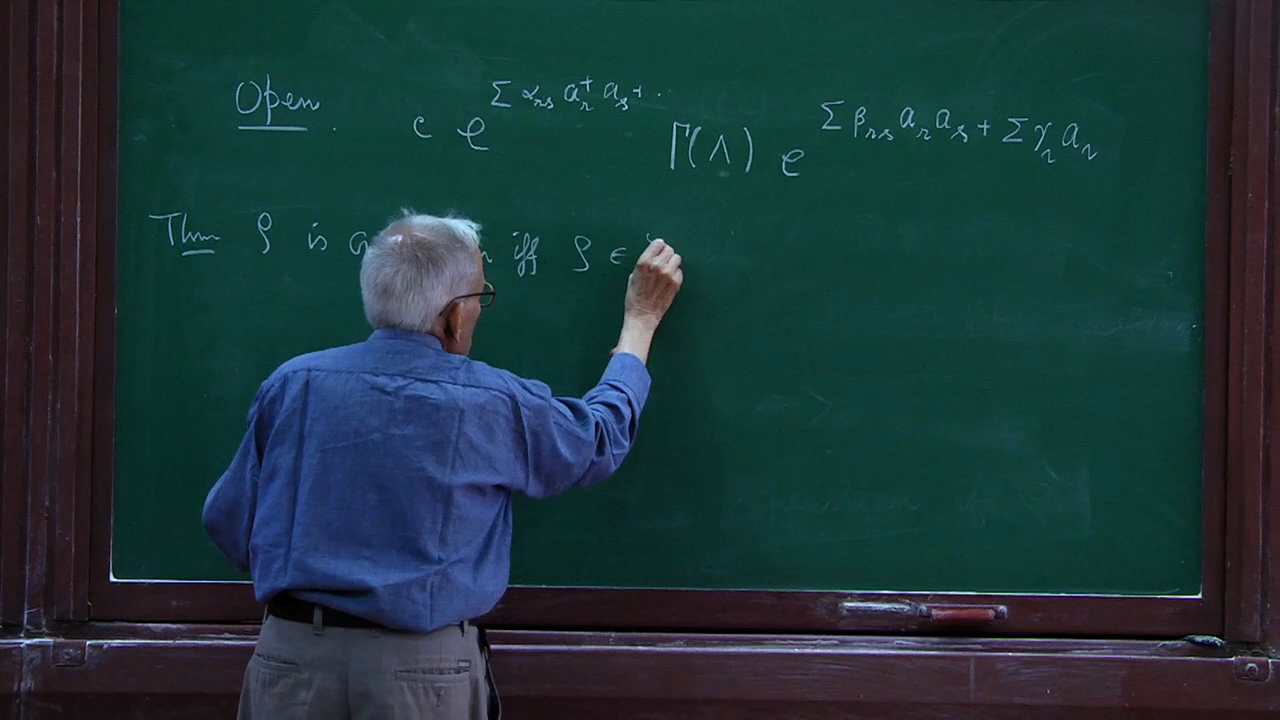 Open. c e^{Σ α_{rs} a_r^† a_s + ..} Γ(Λ) e^{Σ β_{rs} a_r a_s + Σ γ_r a_r}
Thm ρ is iff ρ ∈